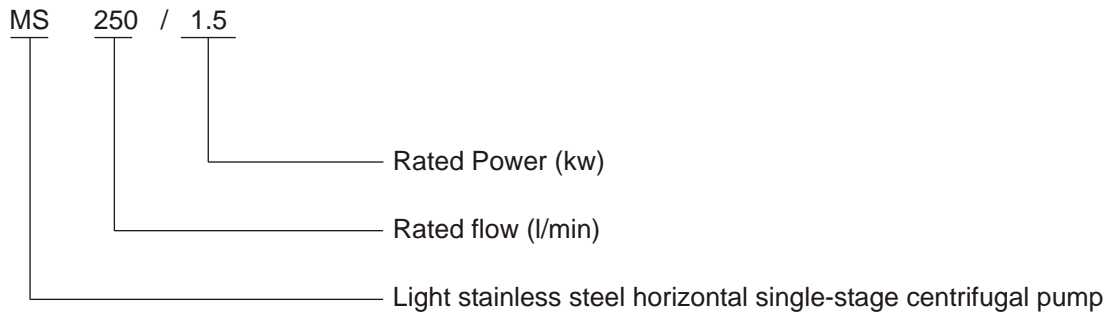 MS 250 / 1.5
Rated Power (kw)
Rated flow (l/min)
Light stainless steel horizontal single-stage centrifugal pump